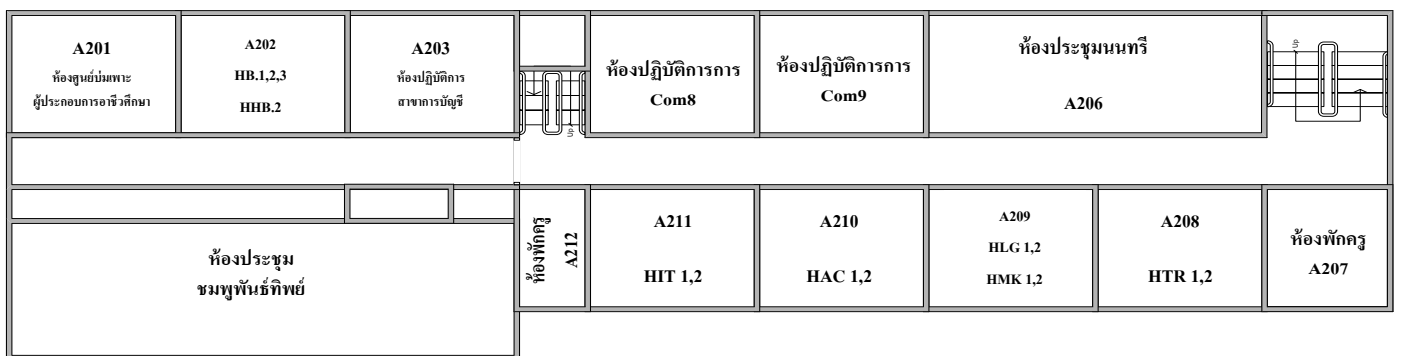 A201
ห้องศูนย์บ่มเพาะ
ผู้ประกอบการอาชีวศึกษา
A202
HB.1,2,3
HHB.2
A203
ห้องปฏิบัติการ
สาขาการบัญชี
Up
ห้องปฏิบัติการการ
Com8
ห้องปฏิบัติการการ
Com9
ห้องประชุมนนทรี
A206
Up
ห้องประชุม
ชมพูพันธ์ทิพย์
ห้องพักครู
A212
A211
HIT 1,2
A210
HAC 1,2
A209
HLG 1,2
HMK 1,2
A208
HTR 1,2
ห้องพักครู
A207